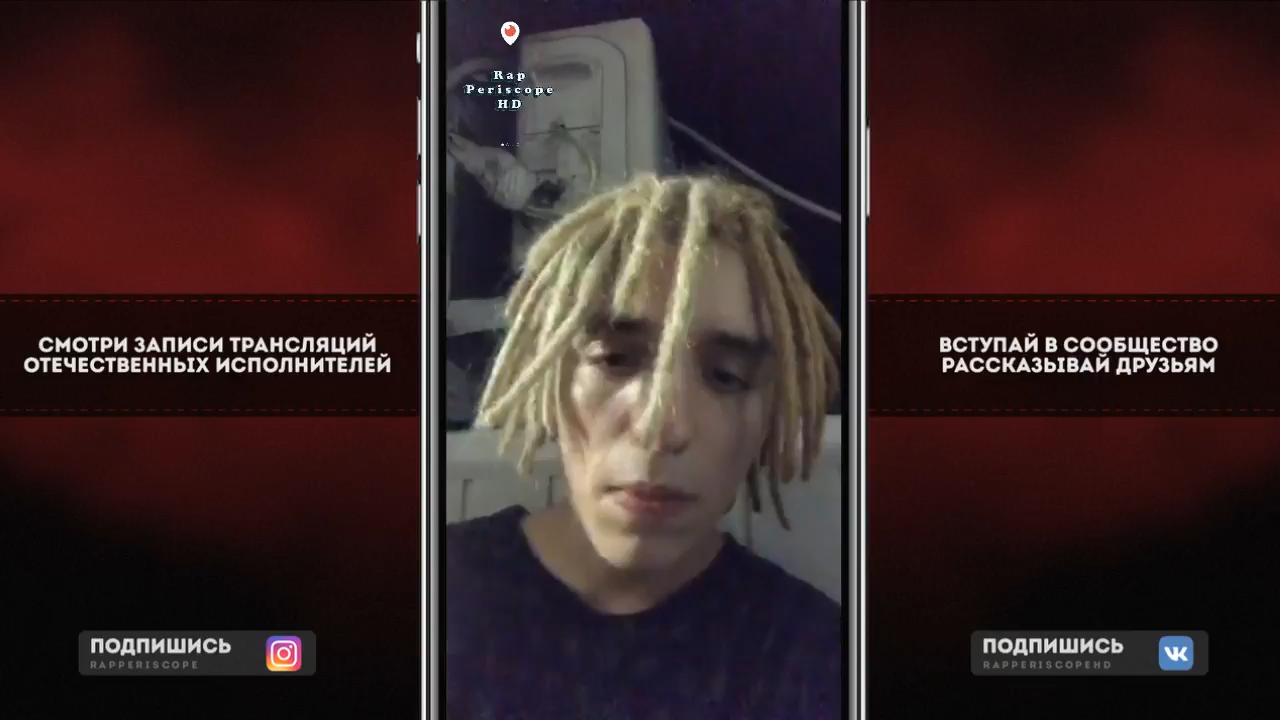 Rap
Periscope
HD
СМОТРИ ЗАПИСИ ТРАНСЛЯЦИЙ
ОТЕЧЕСТВЕННЫХ ИСПОЛНИТЕЛЕЙ
ВСТУПАЙ В СООБЩЕСТВО
РАССКАЗЫВАЙ ДРУЗЬЯМ
ПОДПИШИСЬ
RAPPERISCOPE
ПОДПИШИСЬ
RAPPERISCOPEHD